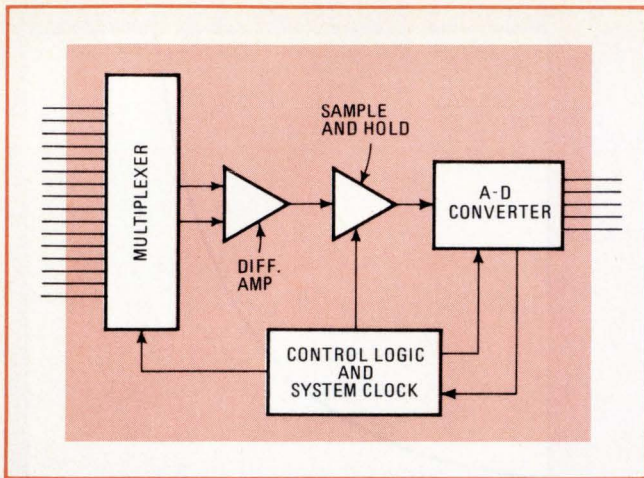 SAMPLE
AND HOLD
MULTIPLEXER
A-D
CONVERTER
DIFF.
AMP
CONTROL LOGIC
AND
SYSTEM CLOCK